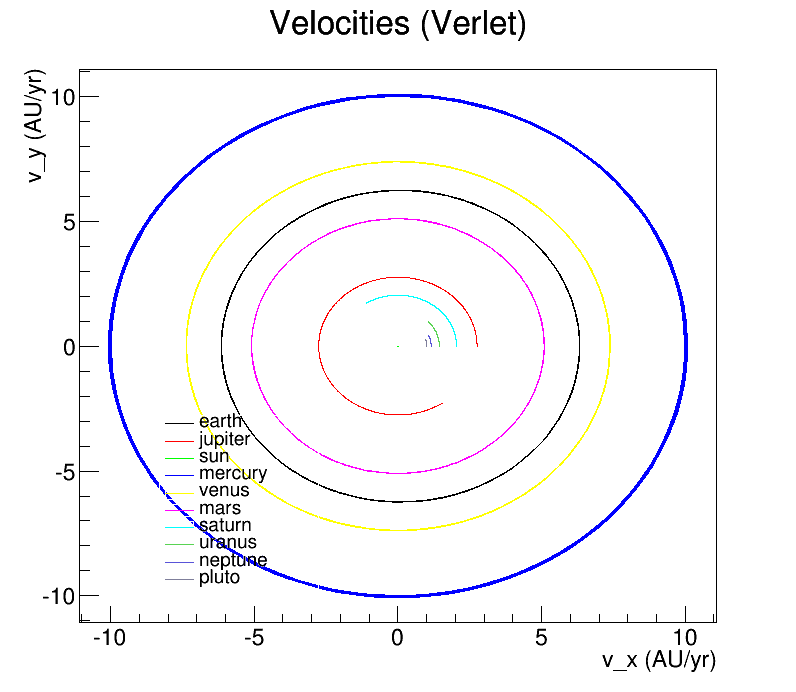 Velocities (Verlet)
v_y (AU/yr)
10
5
0
-5
-10
earth
jupiter
sun
mercury
venus
mars
saturn
uranus
neptune
pluto
-10 -5 0 5 10
v_x (AU/yr)